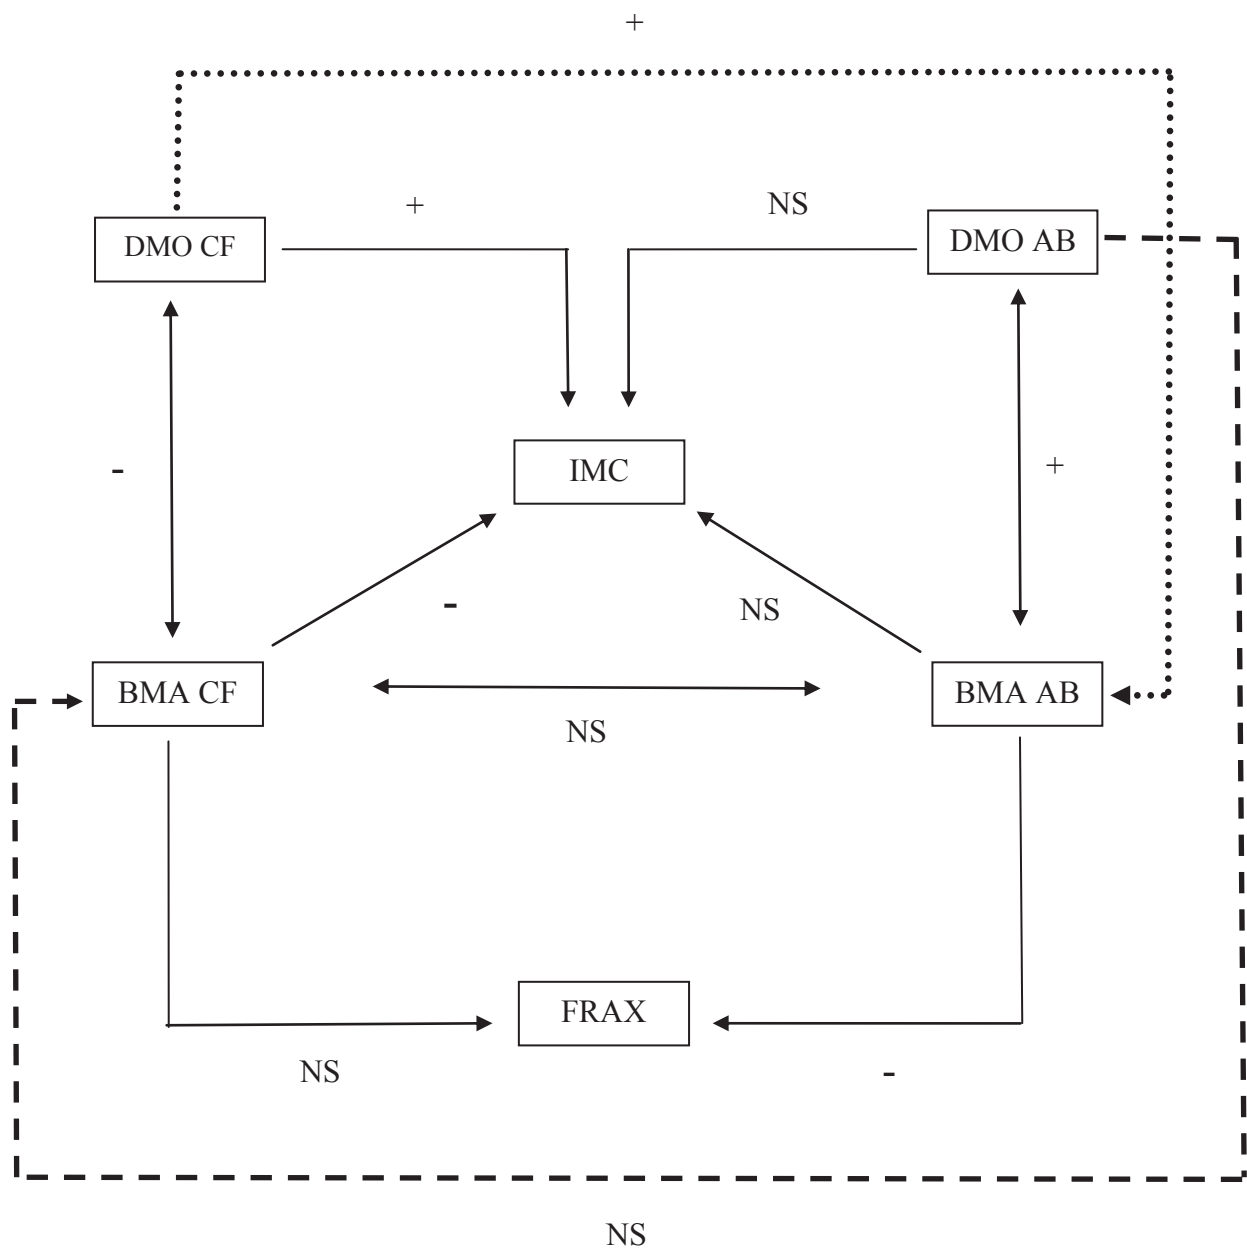 +
+
NS
DMO CF
DMO AB
-
IMC
+
-
NS
BMA CF
BMA AB
NS
FRAX
NS
-
NS